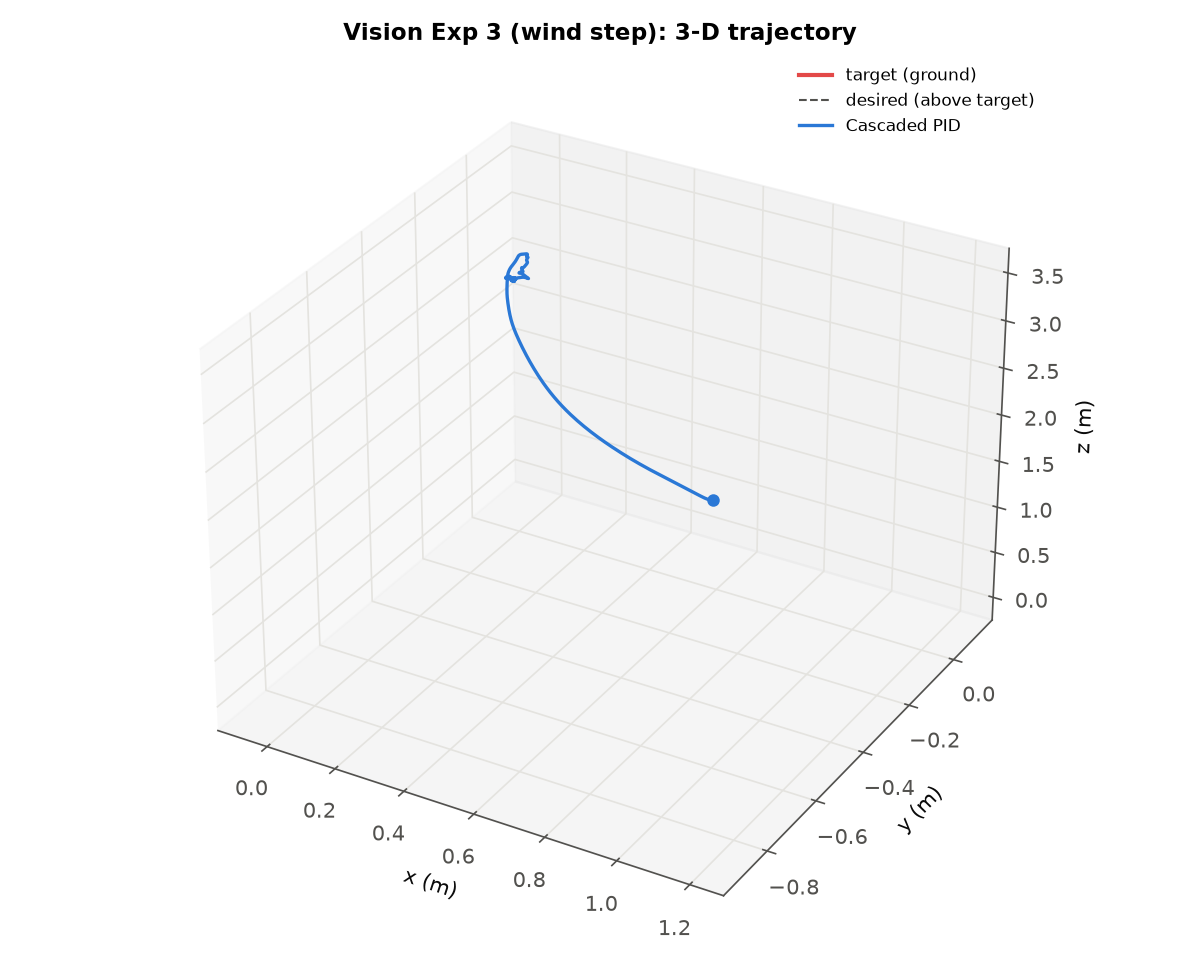 Vision Exp 3 (wind step): 3-D trajectory
target (ground)
desired (above target)
Cascaded PID
3.5
3.0
2.5
2.0
1.5
1.0
0.5
0.0
z (m)
0.0
−0.2
−0.4
−0.6
−0.8
y (m)
0.0
0.2
0.4
0.6
0.8
1.0
1.2
x (m)